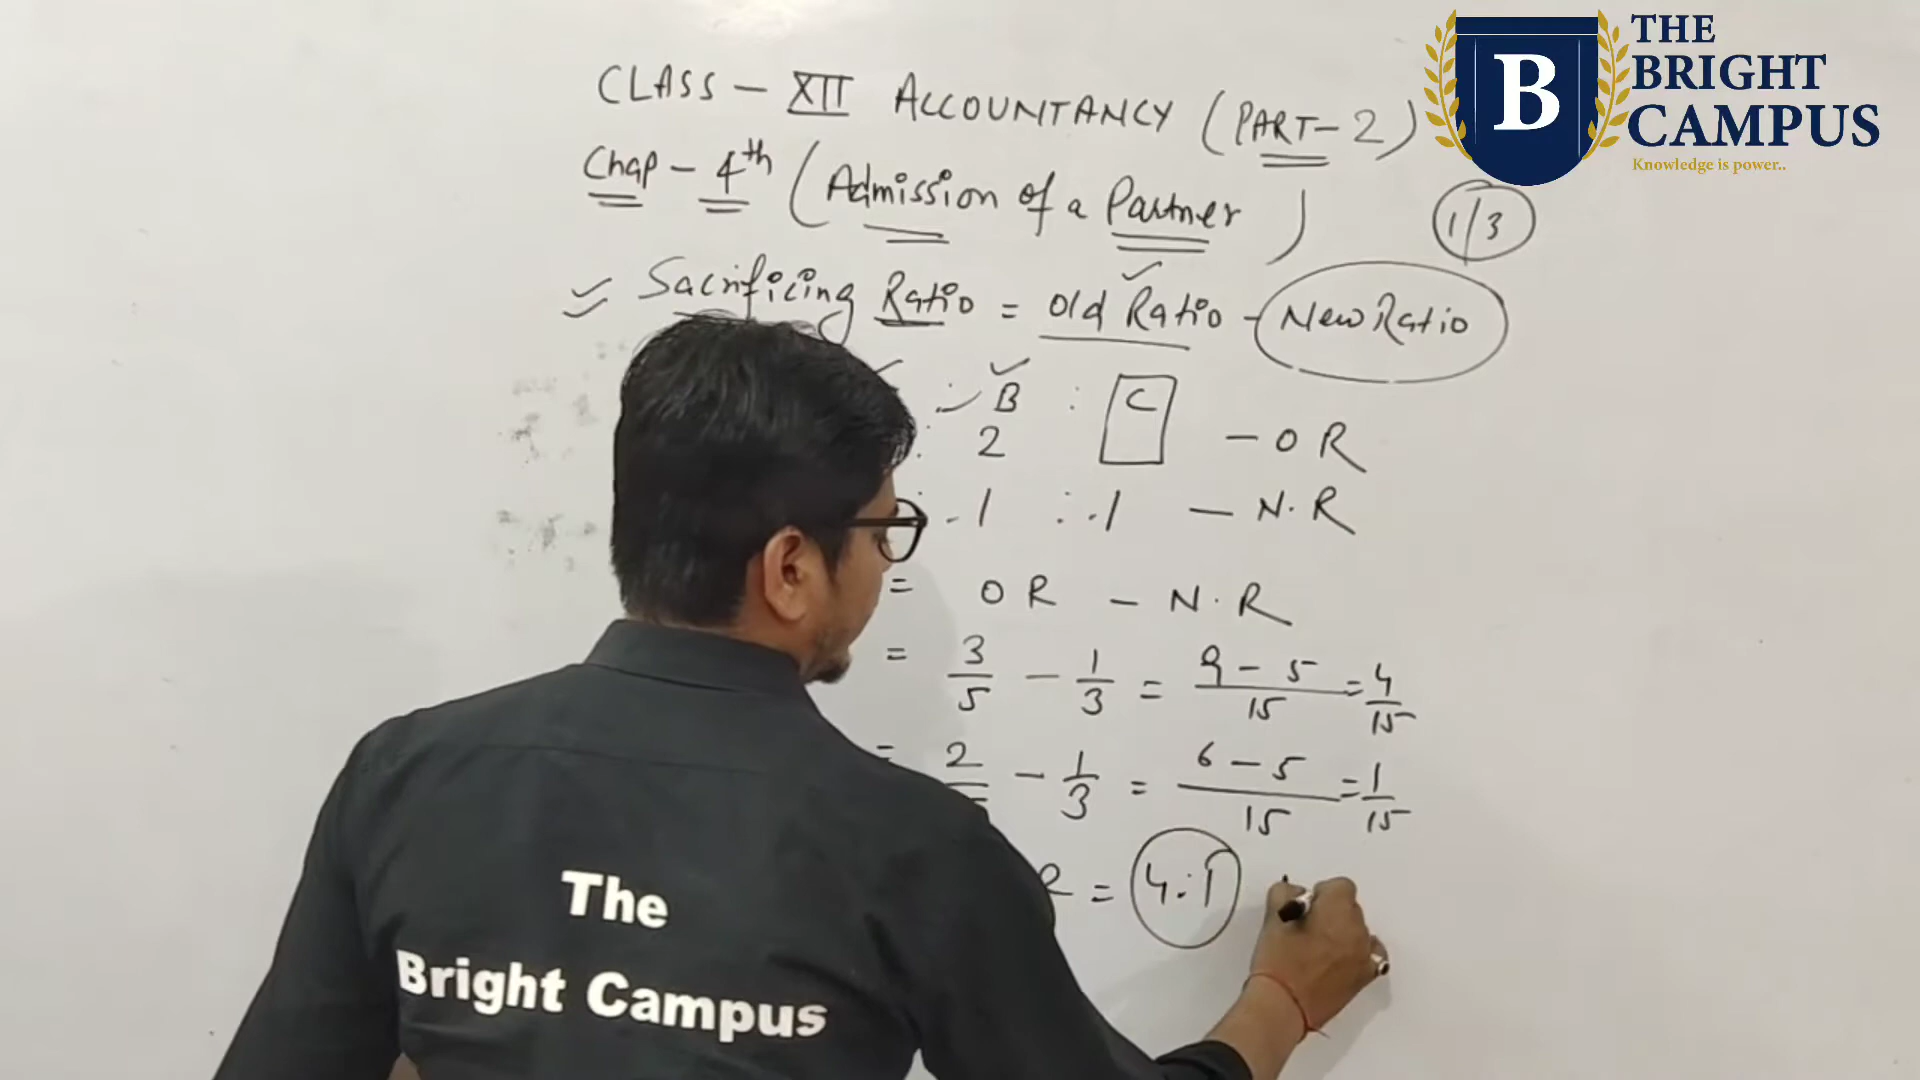 THE
BRIGHT
CAMPUS
Knowledge is power..
B
CLASS - XII ACCOUNTANCY (PART-2)
Chap - 4th (Admission of a Partner)
1/3
Sacrificing Ratio = Old Ratio - New Ratio
: B : C
: 2 - O R
: 1 : 1 - N.R
= O R - N.R
= 3/5 - 1/3 = 9-5/15 = 4/15
= 2 - 1/3 = 6-5/15 = 1/15
R = 4:1
The
Bright Campus